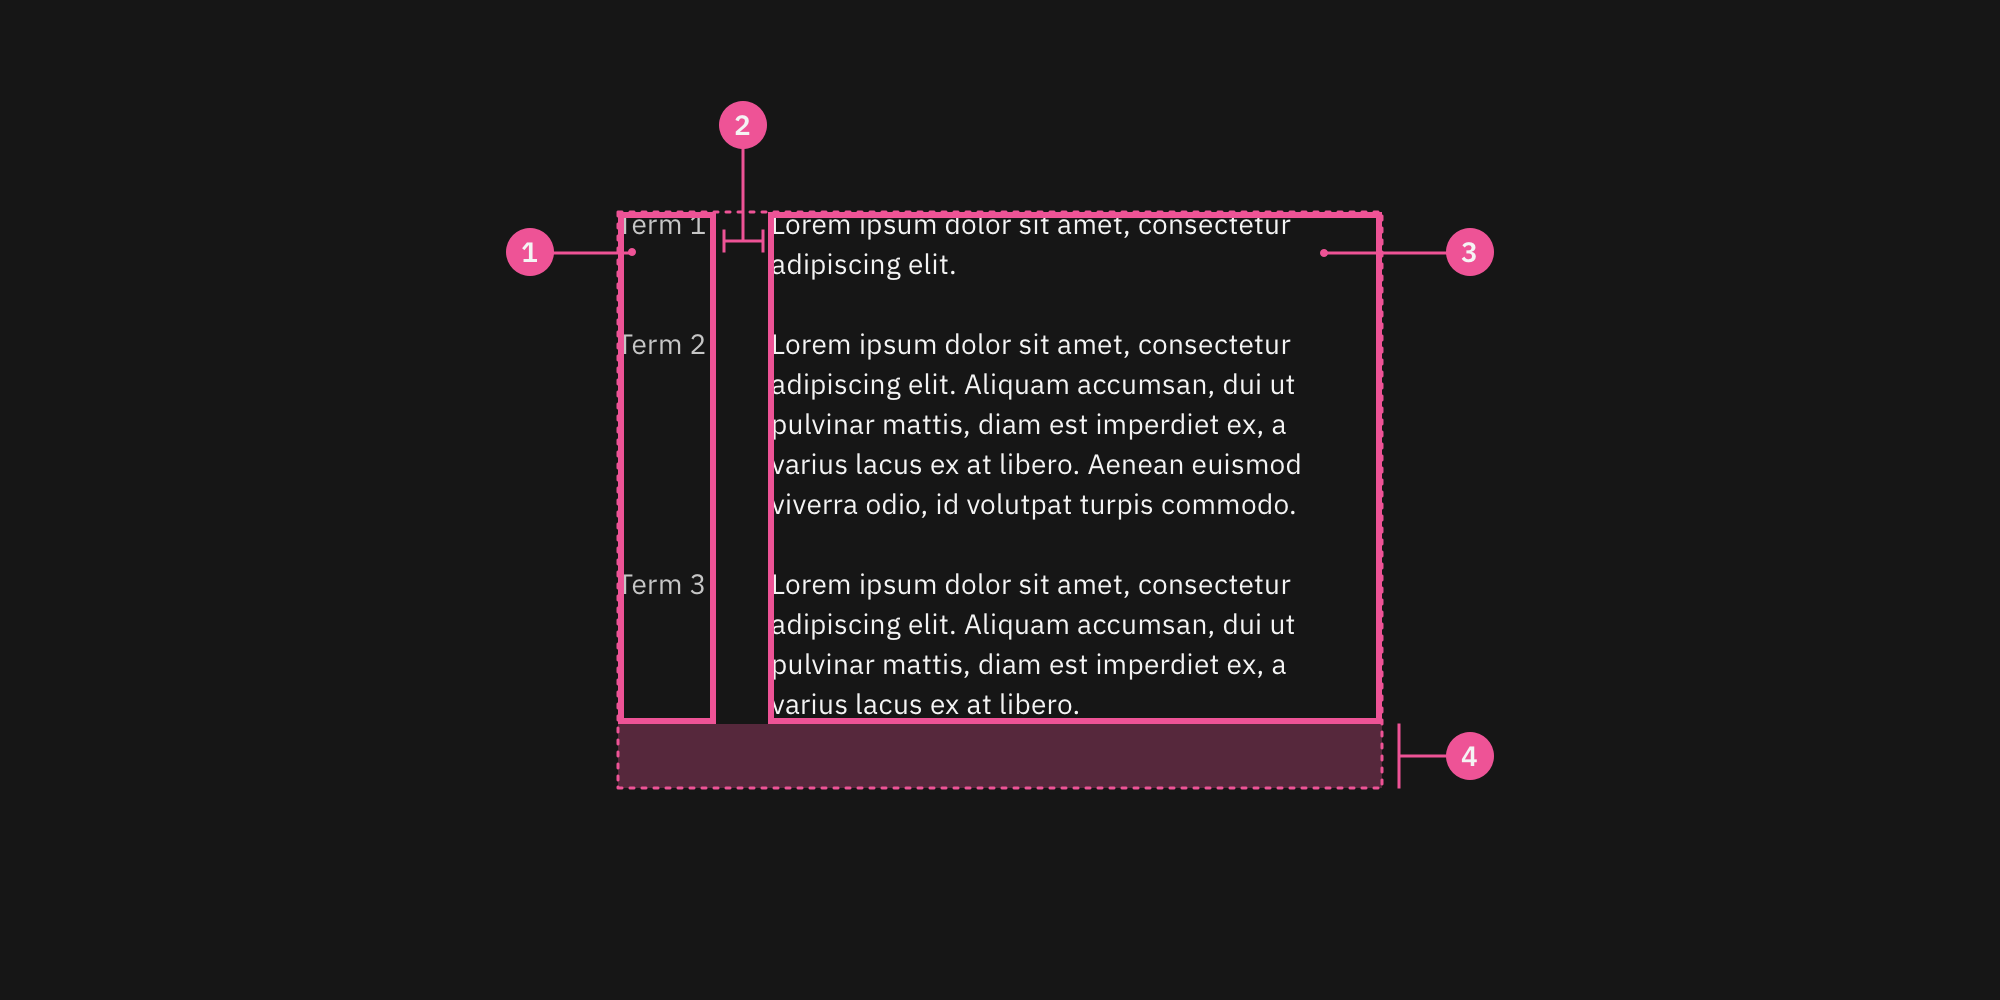 2
Term 1 Lorem ipsum dolor sit amet, consectetur
1
3
adipiscing elit.
Term 2 Lorem ipsum dolor sit amet, consectetur
adipiscing elit. Aliquam accumsan, dui ut
pulvinar mattis, diam est imperdiet ex, a
varius lacus ex at libero. Aenean euismod
viverra odio, id volutpat turpis commodo.
Term 3 Lorem ipsum dolor sit amet, consectetur
adipiscing elit. Aliquam accumsan, dui ut
pulvinar mattis, diam est imperdiet ex, a
varius lacus ex at libero.
4